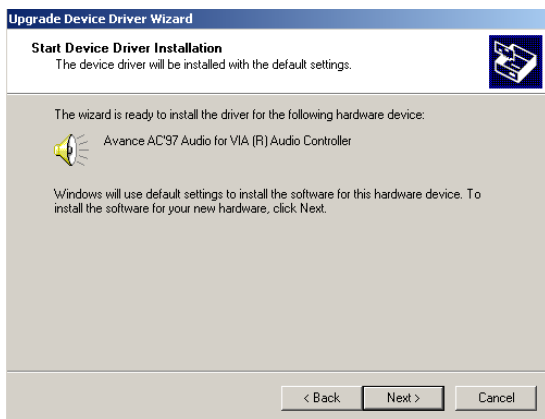 Upgrade Device Driver Wizard
Start Device Driver Installation
The device driver will be installed with the default settings.
The wizard is ready to install the driver for the following hardware device:
Avance AC'97 Audio for VIA (R) Audio Controller
Windows will use default settings to install the software for this hardware device. To
install the software for your new hardware, click Next.
< Back Next > Cancel